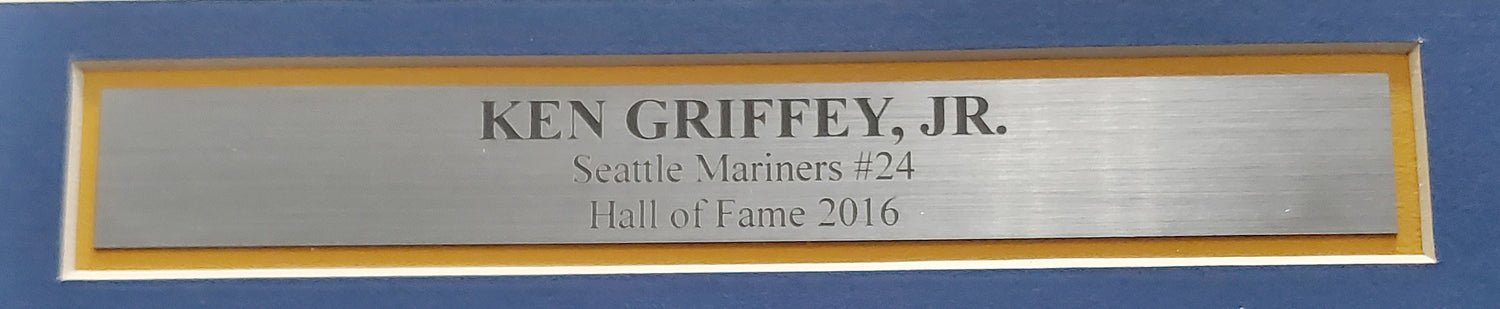 KEN GRIFFEY, JR.
Seattle Mariners #24
Hall of Fame 2016